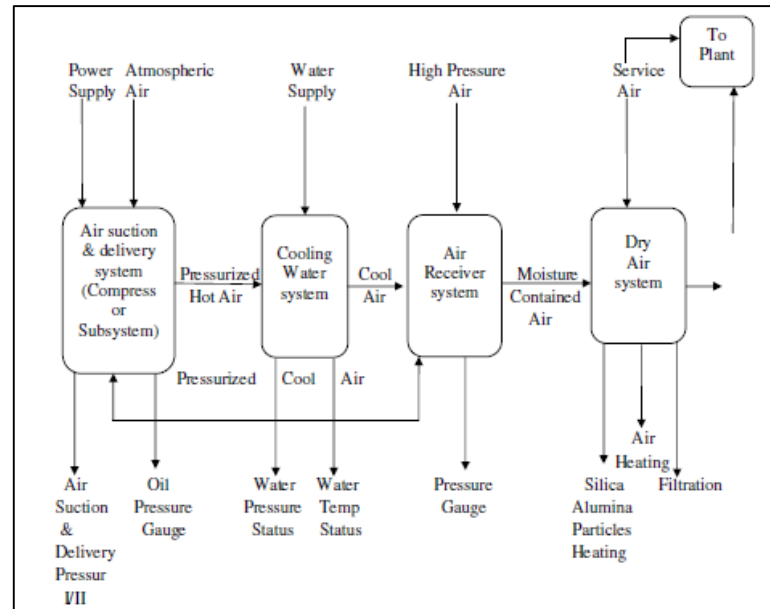 To
Plant
Power
Supply
Atmospheric
Air
Water
Supply
High Pressure
Air
Service
Air
Air suction
& delivery
system
(Compress
or
Subsystem)
Pressurized
Hot Air
Cooling
Water
system
Cool
Air
Air
Receiver
system
Moisture
Contained
Air
Dry
Air
system
Pressurized Cool Air
Air
Suction
&
Delivery
Pressur
I/II
Oil
Pressure
Gauge
Water
Pressure
Status
Water
Temp
Status
Pressure
Gauge
Air
Heating
Silica
Alumina
Particles
Heating
Filtration